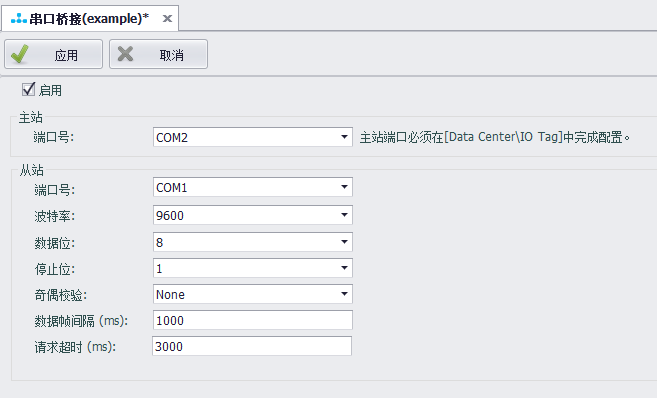 串口桥接(example)*
应用 取消
启用
主站
端口号: COM2 主站端口必须在[Data Center\IO Tag]中完成配置。
从站
端口号: COM1
波特率: 9600
数据位: 8
停止位: 1
奇偶校验: None
数据帧间隔 (ms): 1000
请求超时 (ms): 3000